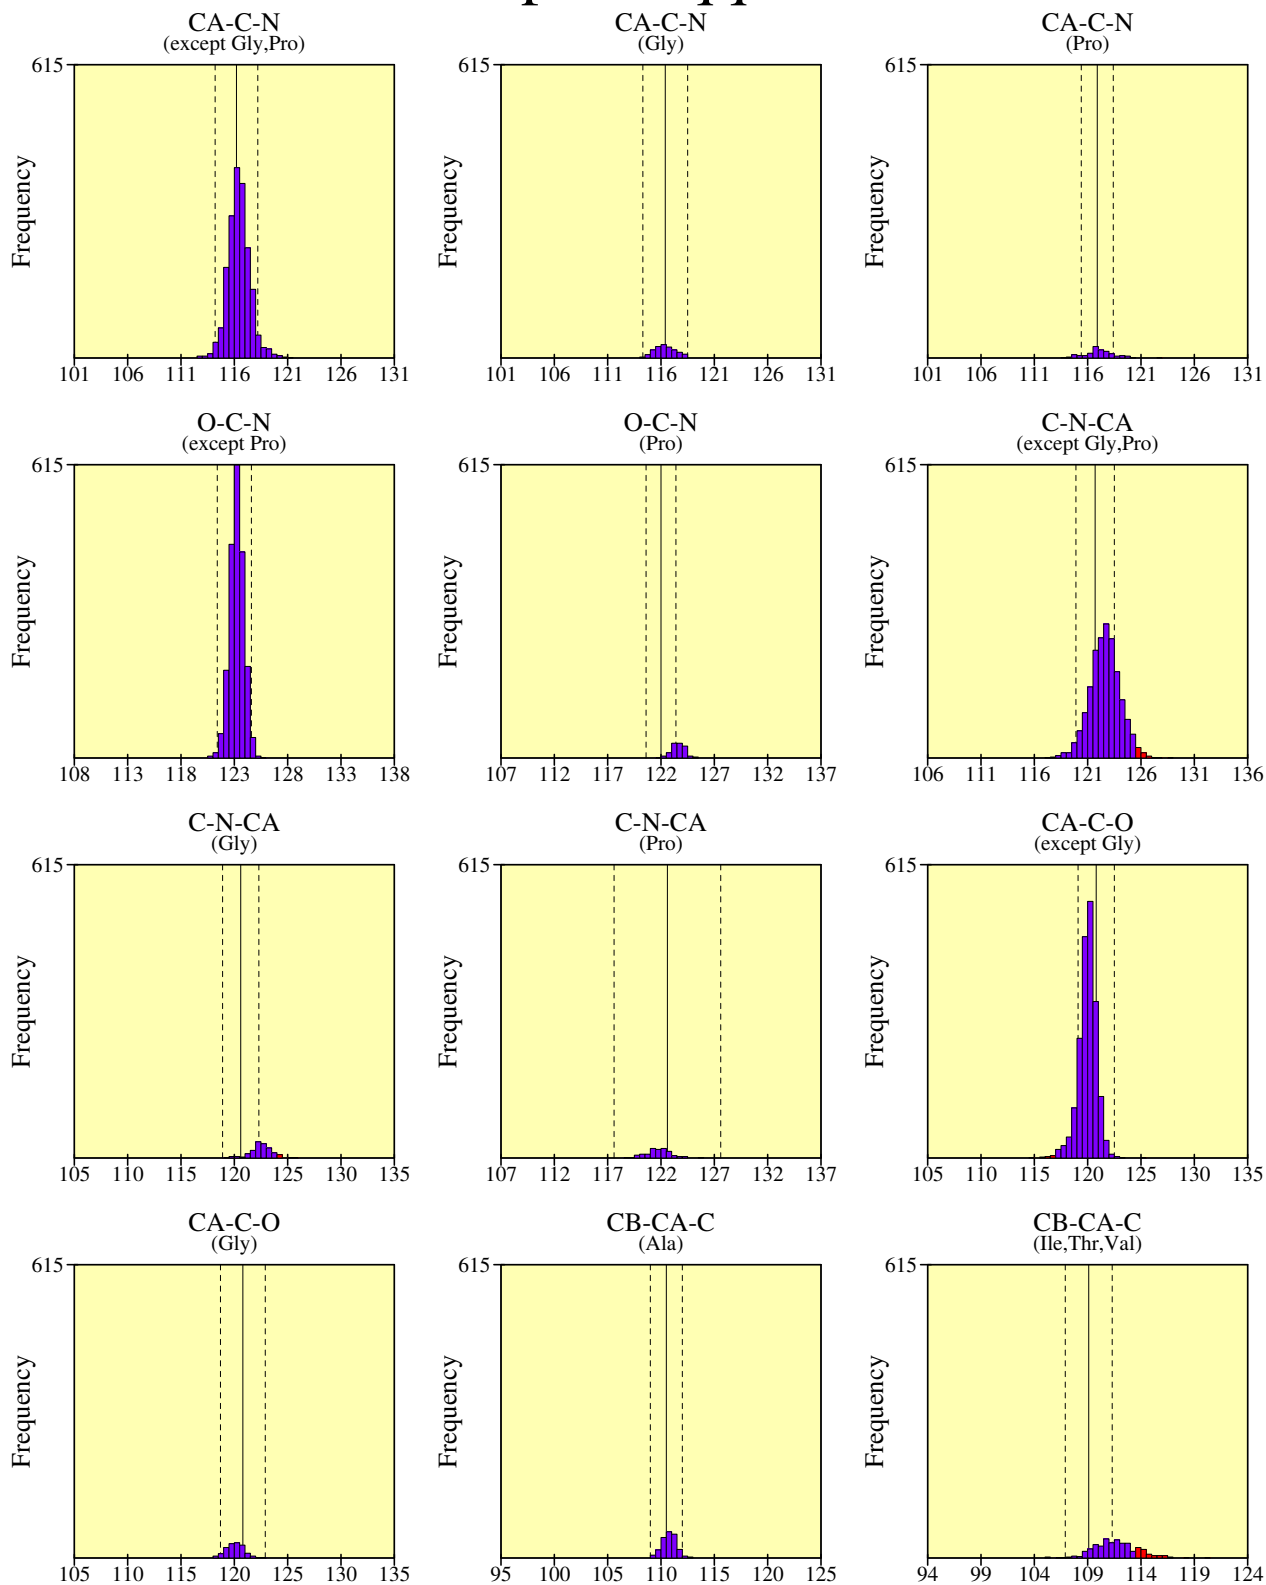 CA-C-N CA-C-N CA-C-N
(except Gly,Pro) (Gly) (Pro)
615 615 615
Frequency Frequency Frequency
101 106 111 116 121 126 131 101 106 111 116 121 126 131 101 106 111 116 121 126 131
O-C-N O-C-N C-N-CA
(except Pro) (Pro) (except Gly,Pro)
615 615 615
Frequency Frequency Frequency
108 113 118 123 128 133 138 107 112 117 122 127 132 137 106 111 116 121 126 131 136
C-N-CA C-N-CA CA-C-O
(Gly) (Pro) (except Gly)
615 615 615
Frequency Frequency Frequency
105 110 115 120 125 130 135 107 112 117 122 127 132 137 105 110 115 120 125 130 135
CA-C-O CB-CA-C CB-CA-C
(Gly) (Ala) (Ile,Thr,Val)
615 615 615
Frequency Frequency Frequency
105 110 115 120 125 130 135 95 100 105 110 115 120 125 94 99 104 109 114 119 124